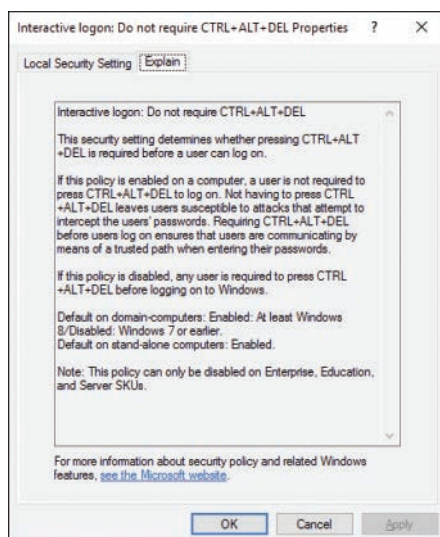 Interactive logon: Do not require CTRL+ALT+DEL Properties ? X
Local Security Setting Explain
Interactive logon: Do not require CTRL+ALT+DEL
This security setting determines whether pressing CTRL+ALT
+DEL is required before a user can log on.
If this policy is enabled on a computer, a user is not required to
press CTRL+ALT+DEL to log on. Not having to press CTRL
+ALT+DEL leaves users susceptible to attacks that attempt to
intercept the users' passwords. Requiring CTRL+ALT+DEL
before users log on ensures that users are communicating by
means of a trusted path when entering their passwords.
If this policy is disabled, any user is required to press CTRL
+ALT+DEL before logging on to Windows.
Default on domain-computers: Enabled: At least Windows
8/Disabled: Windows 7 or earlier.
Default on stand-alone computers: Enabled.
Note: This policy can only be disabled on Enterprise, Education,
and Server SKUs.
For more information about security policy and related Windows
features, see the Microsoft website.
OK Cancel Apply